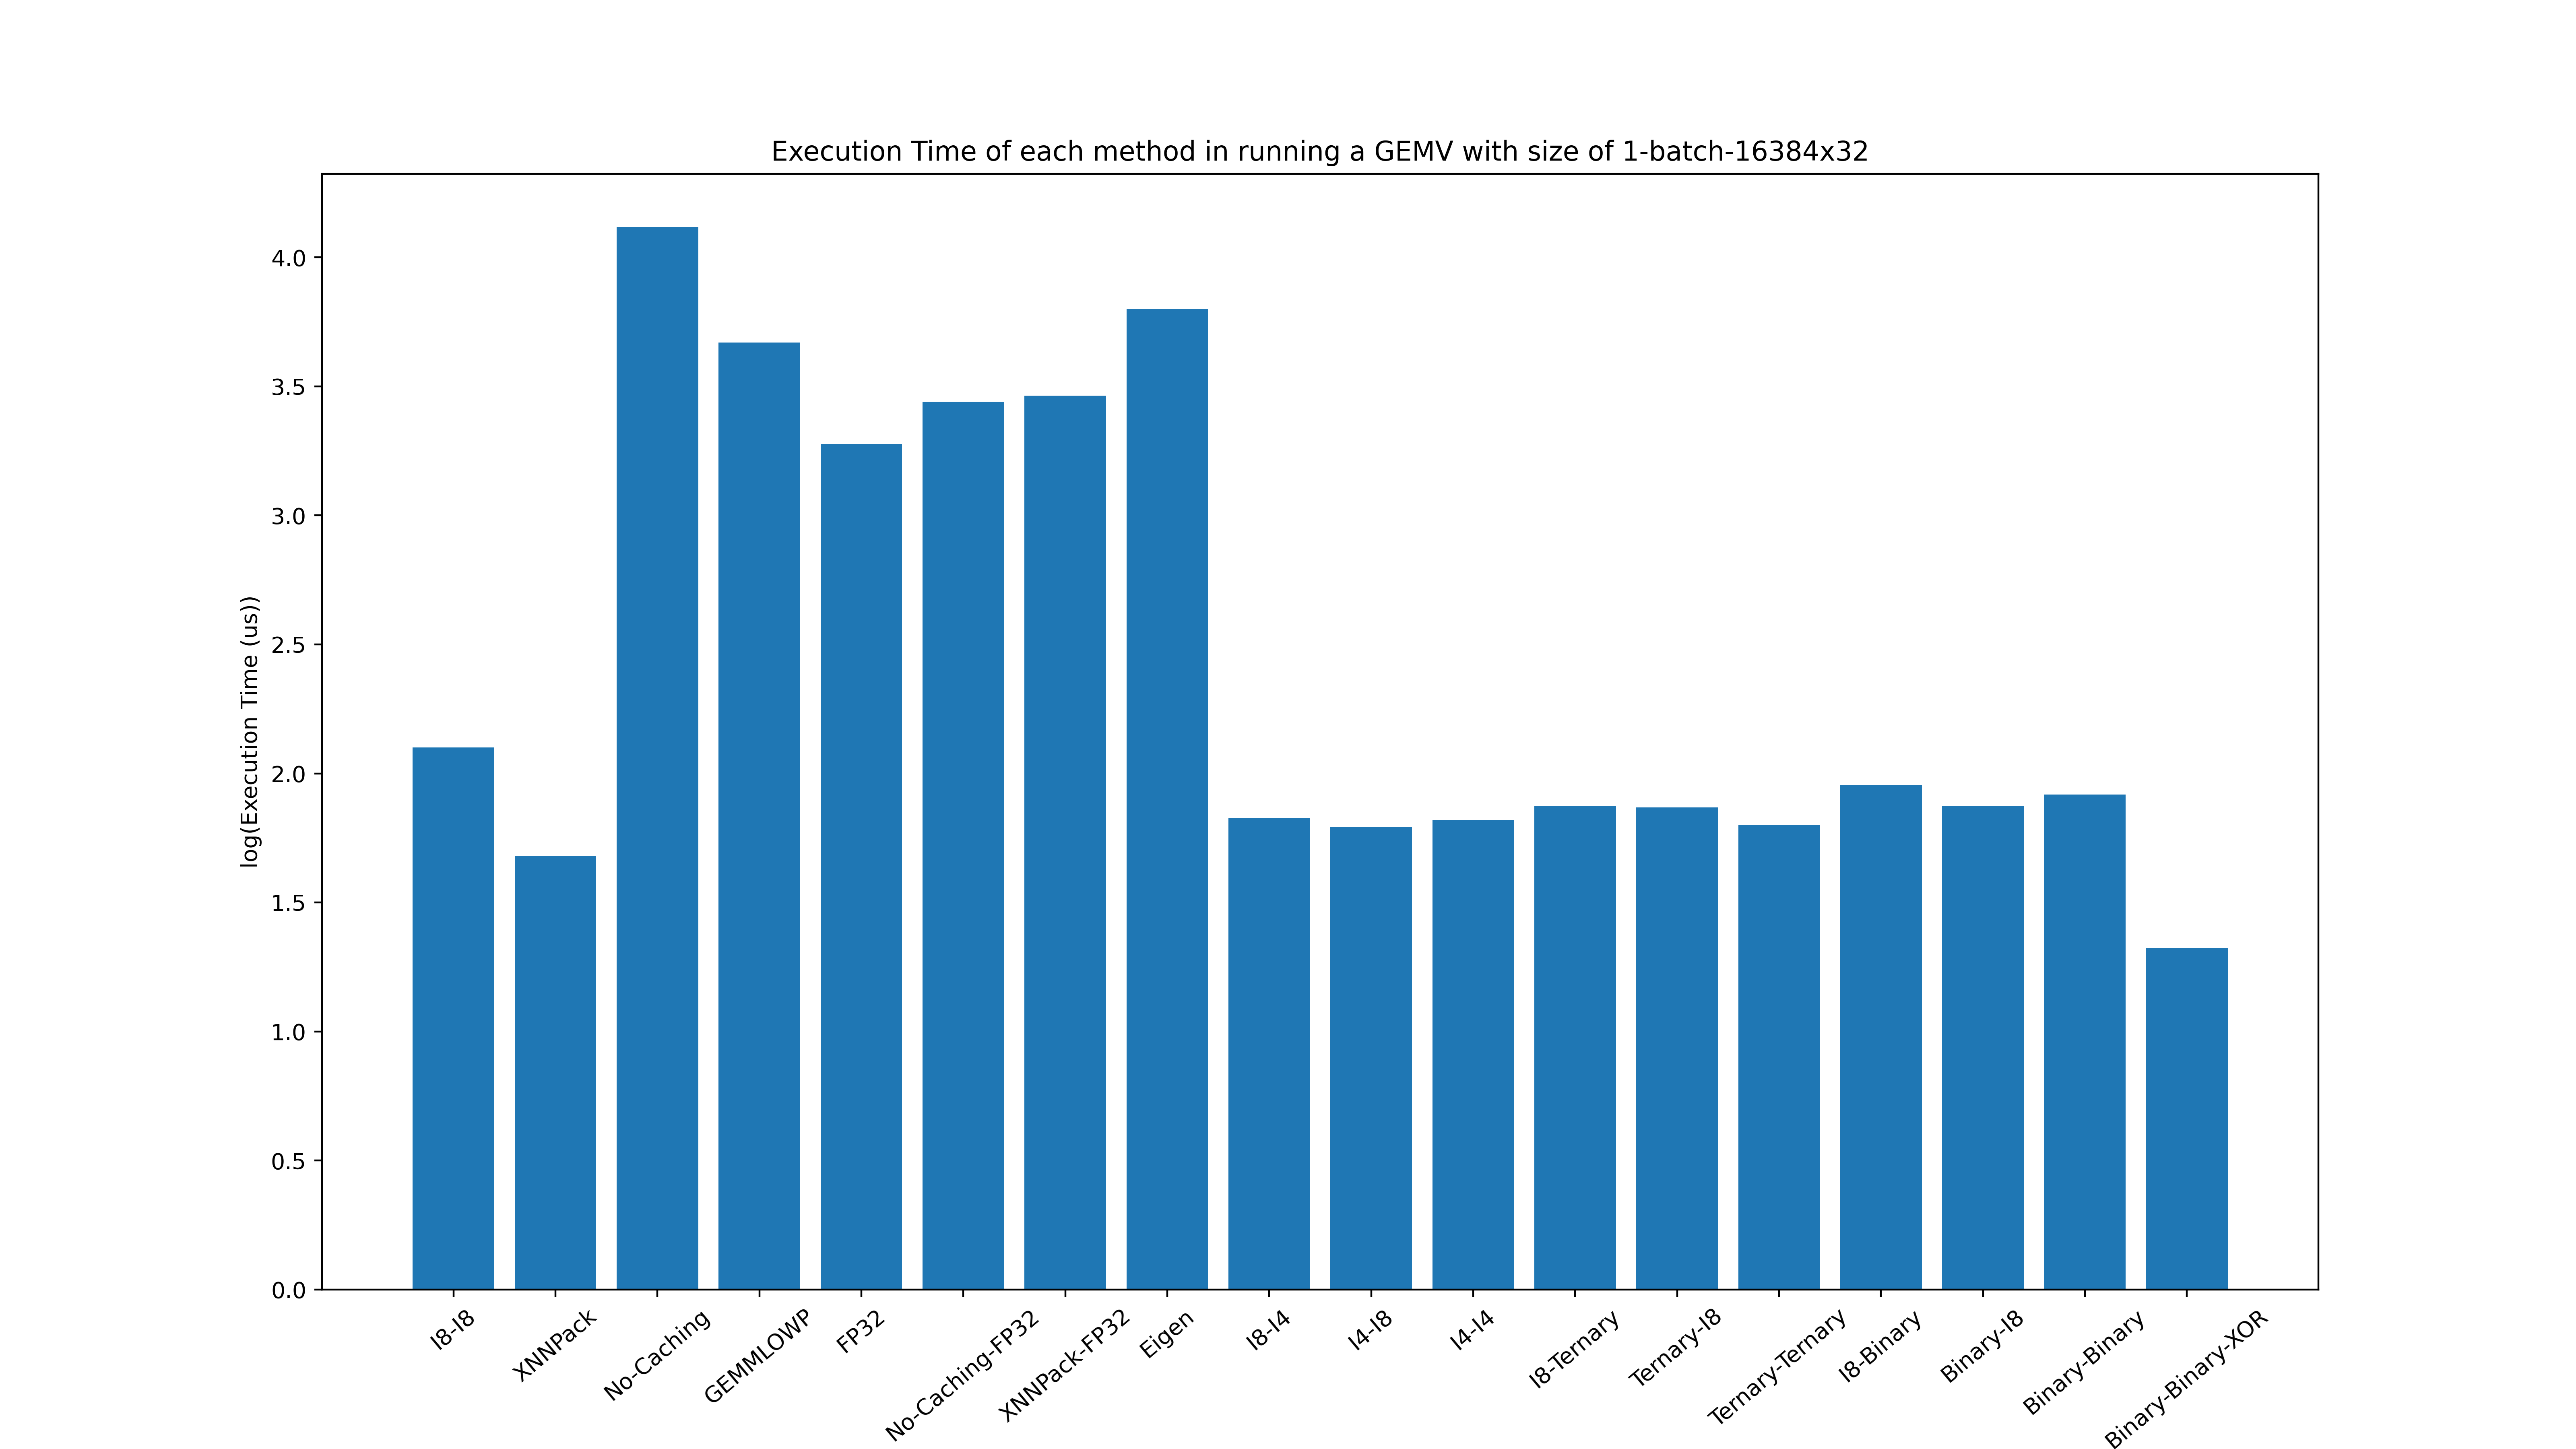 Execution Time of each method in running a GEMV with size of 1-batch-16384x32
log(Execution Time (us))
4.0
3.5
3.0
2.5
2.0
1.5
1.0
0.5
0.0
I8-I8
XNNPack
No-Caching
GEMMLOWP
FP32
No-Caching-FP32
XNNPack-FP32
Eigen
I8-I4
I4-I8
I4-I4
I8-Ternary
Ternary-I8
Ternary-Ternary
I8-Binary
Binary-I8
Binary-Binary
Binary-Binary-XOR